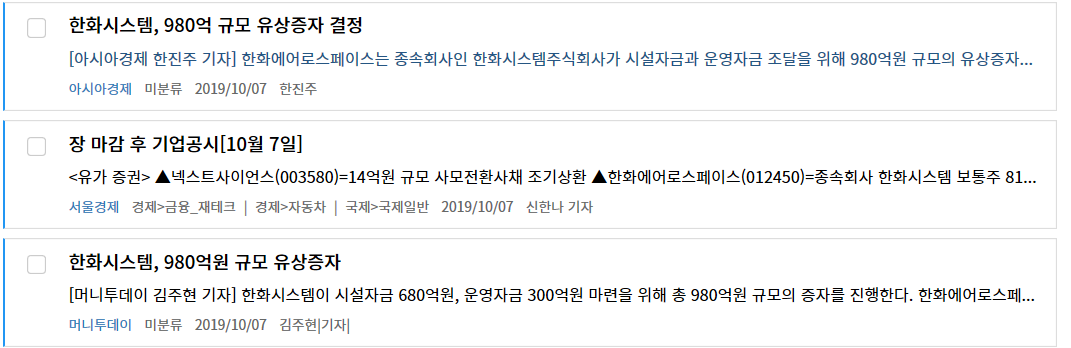 한화시스템, 980억 규모 유상증자 결정
[아시아경제 한진주 기자] 한화에어로스페이스는 종속회사인 한화시스템주식회사가 시설자금과 운영자금 조달을 위해 980억원 규모의 유상증자...
아시아경제 미분류 2019/10/07 한진주
장 마감 후 기업공시[10월 7일]
<유가 증권> ▲넥스트사이언스(003580)=14억원 규모 사모전환사채 조기상환 ▲한화에어로스페이스(012450)=종속회사 한화시스템 보통주 81...
서울경제 경제>금융_재테크 | 경제>자동차 | 국제>국제일반 2019/10/07 신한나 기자
한화시스템, 980억원 규모 유상증자
[머니투데이 김주현 기자] 한화시스템이 시설자금 680억원, 운영자금 300억원 마련을 위해 총 980억원 규모의 증자를 진행한다. 한화에어로스페...
머니투데이 미분류 2019/10/07 김주현|기자|